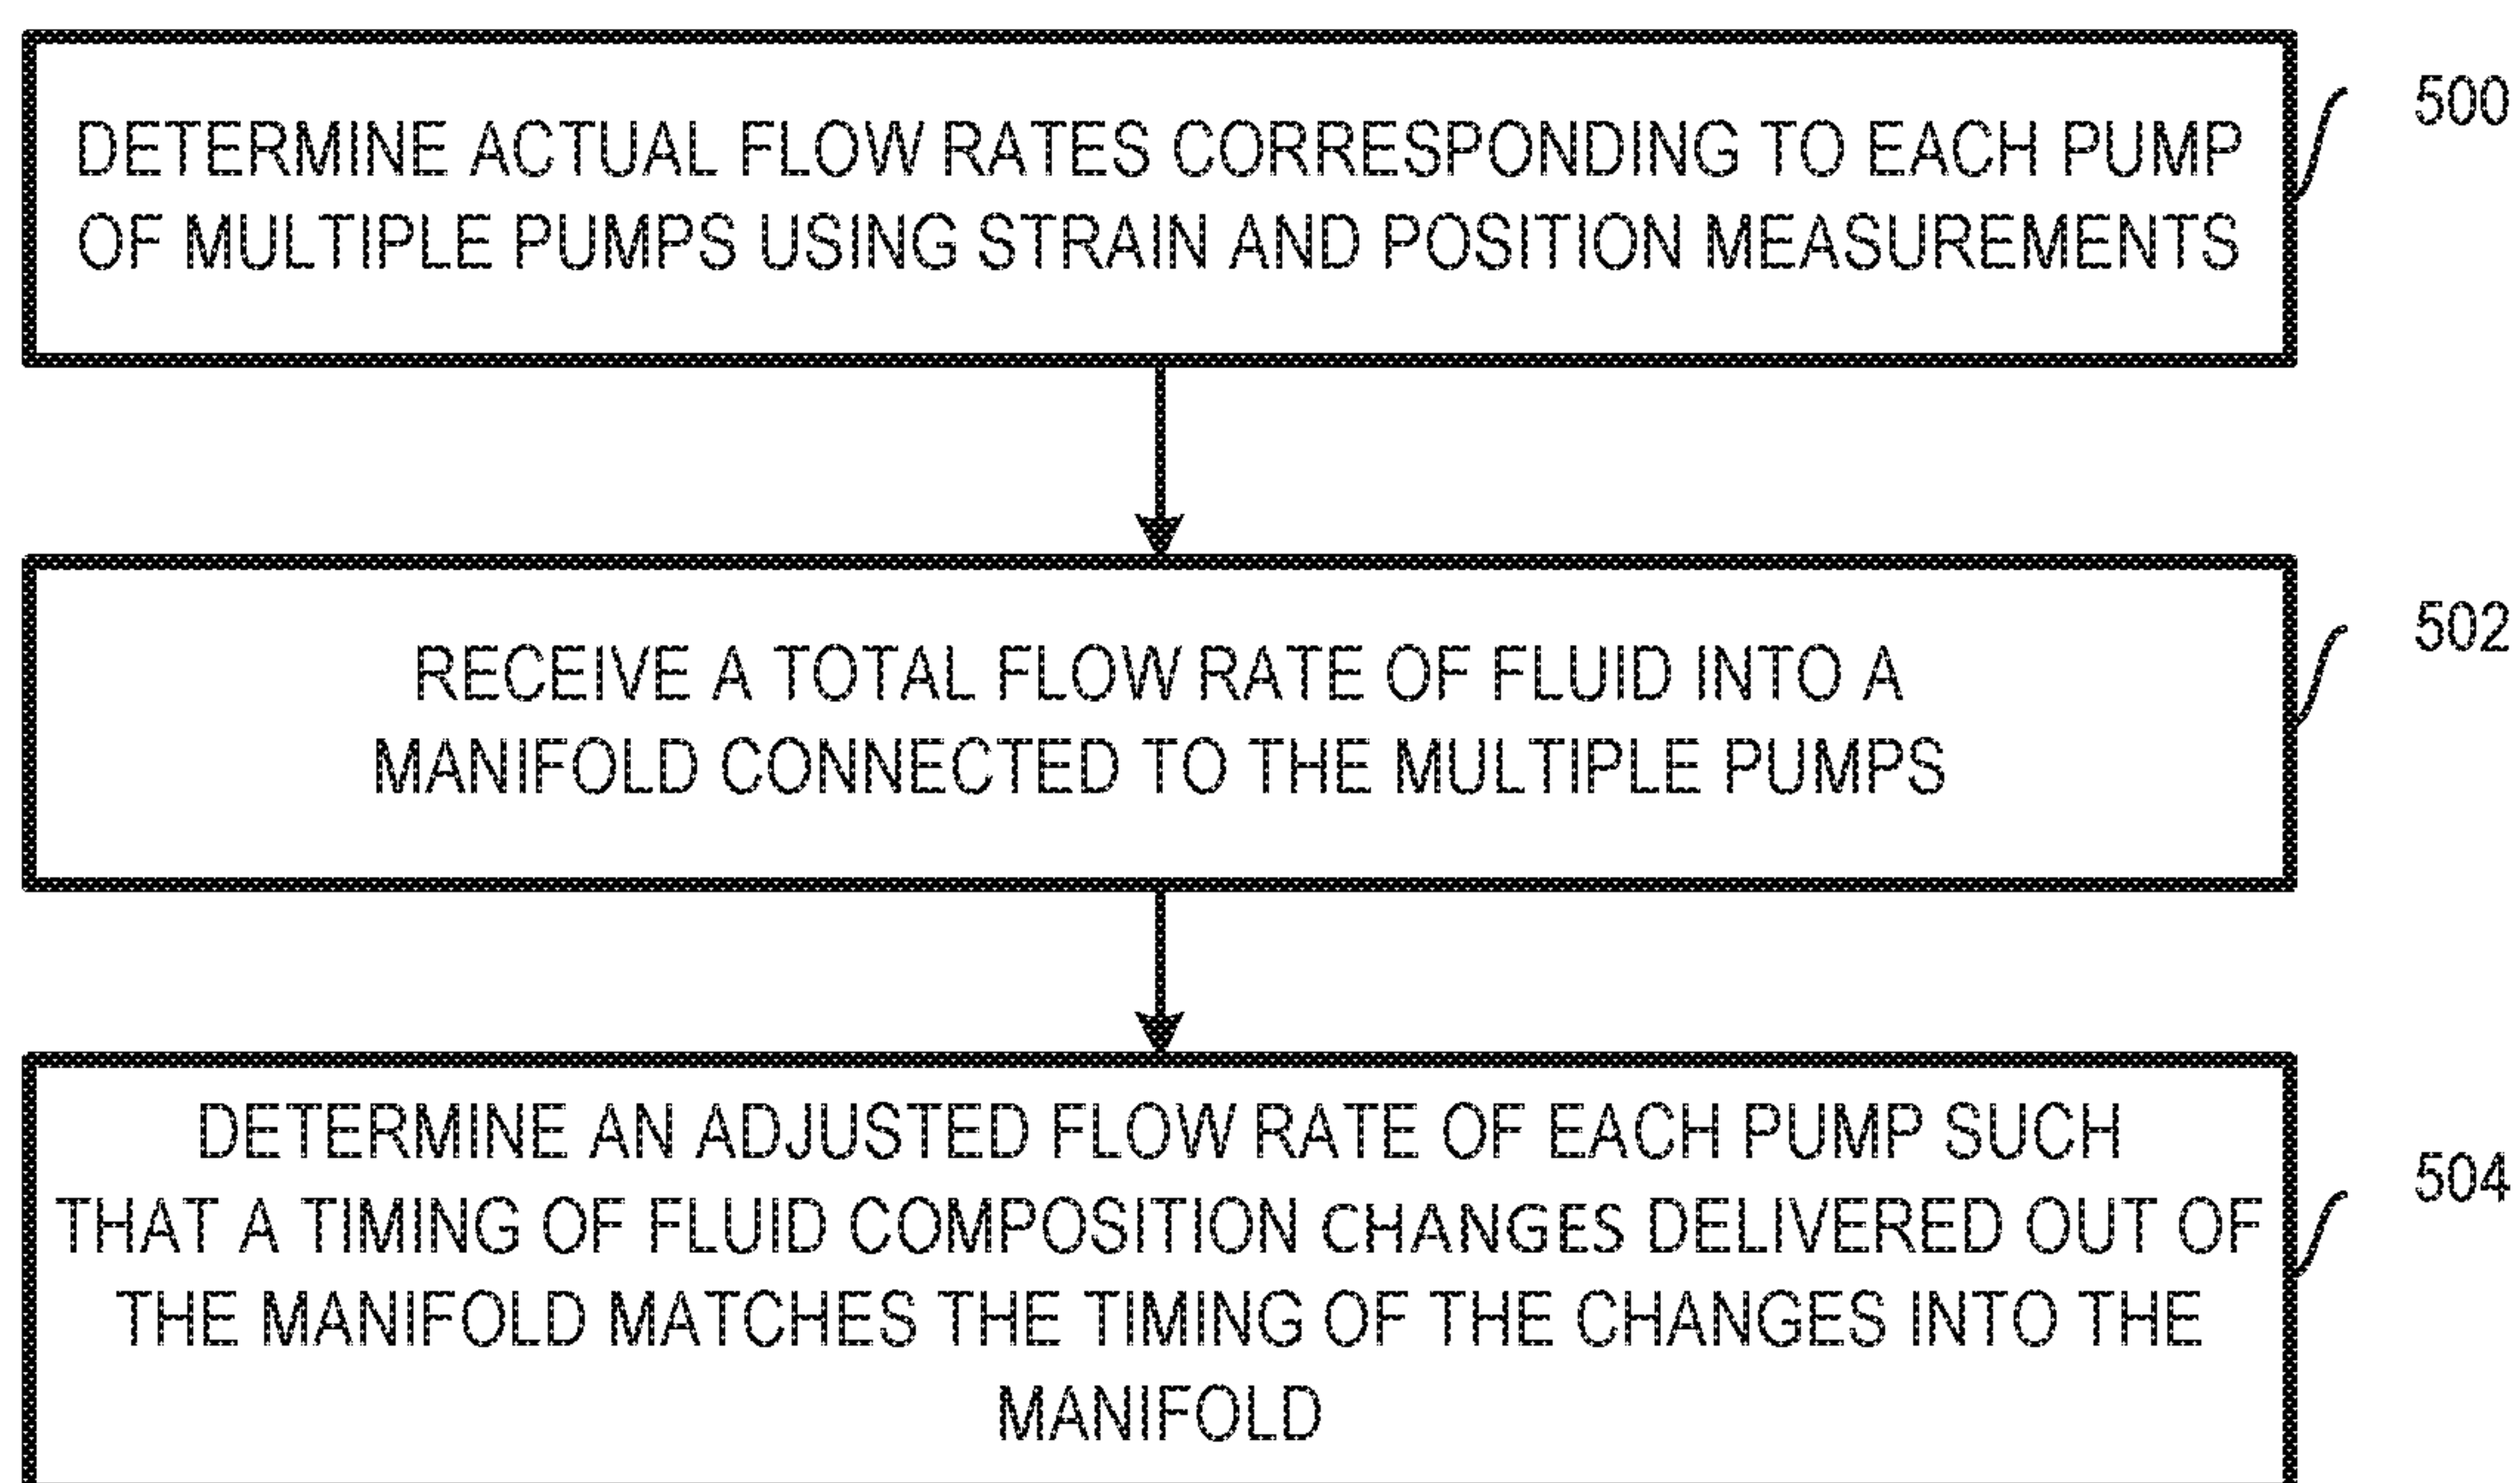 DETERMINE ACTUAL FLOW RATES CORRESPONDING TO EACH PUMP
OF MULTIPLE PUMPS USING STRAIN AND POSITION MEASUREMENTS
500
RECEIVE A TOTAL FLOW RATE OF FLUID INTO A
MANIFOLD CONNECTED TO THE MULTIPLE PUMPS
502
DETERMINE AN ADJUSTED FLOW RATE OF EACH PUMP SUCH
THAT A TIMING OF FLUID COMPOSITION CHANGES DELIVERED OUT OF
THE MANIFOLD MATCHES THE TIMING OF THE CHANGES INTO THE
MANIFOLD
504